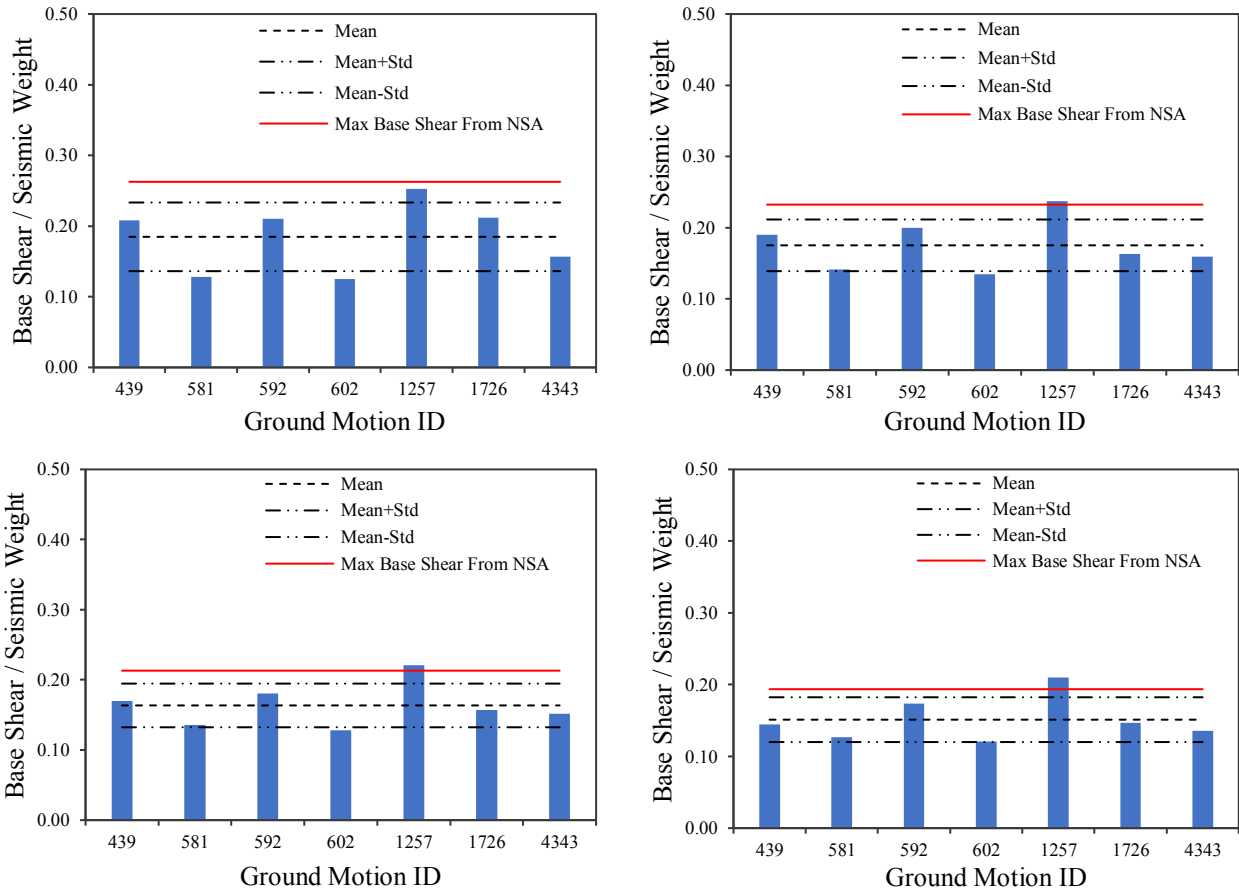 Base Shear / Seismic Weight
0.50
0.40
0.30
0.20
0.10
0.00
Mean
Mean+Std
Mean-Std
Max Base Shear From NSA
439 581 592 602 1257 1726 4343
Ground Motion ID
Base Shear / Seismic Weight
0.50
0.40
0.30
0.20
0.10
0.00
Mean
Mean+Std
Mean-Std
Max Base Shear From NSA
439 581 592 602 1257 1726 4343
Ground Motion ID
Base Shear / Seismic Weight
0.50
0.40
0.30
0.20
0.10
0.00
Mean
Mean+Std
Mean-Std
Max Base Shear From NSA
439 581 592 602 1257 1726 4343
Ground Motion ID
Base Shear / Seismic Weight
0.50
0.40
0.30
0.20
0.10
0.00
Mean
Mean+Std
Mean-Std
Max Base Shear From NSA
439 581 592 602 1257 1726 4343
Ground Motion ID